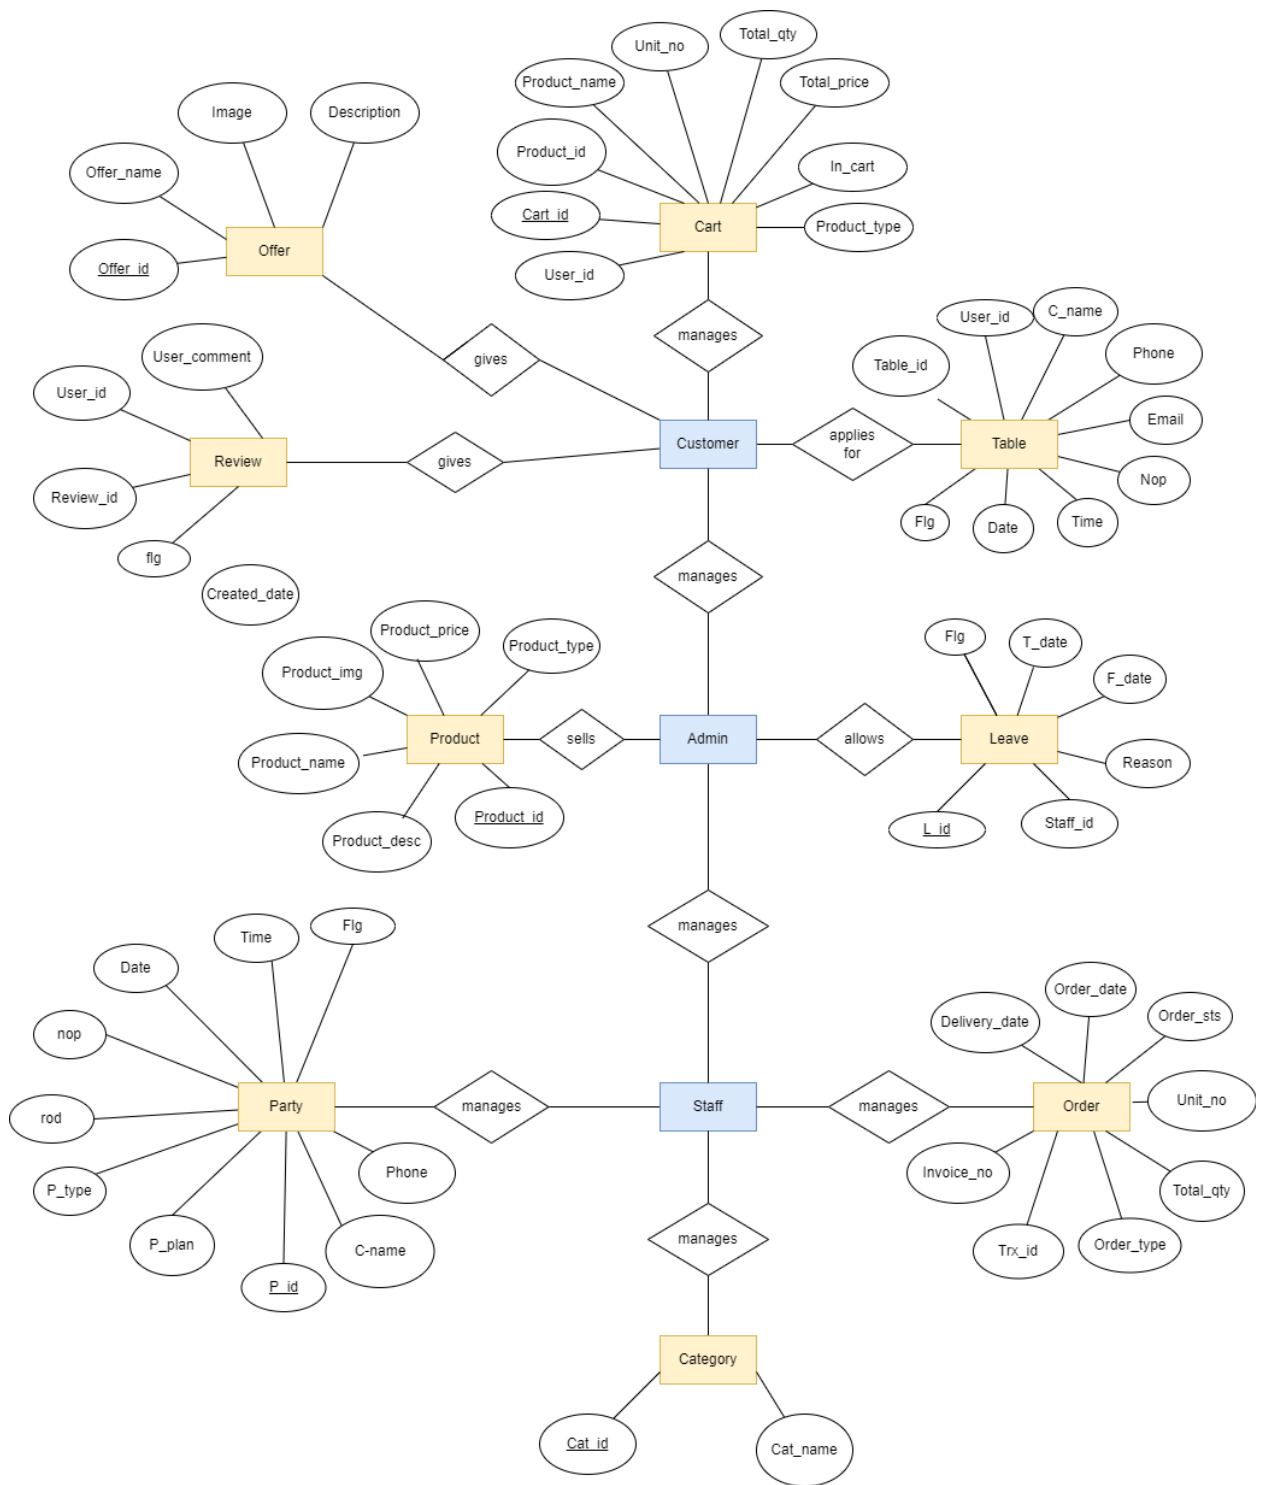 Total_qty
Unit_no
Product_name
Total_price
Image
Description
Product_id
In_cart
Offer_name
Cart_id
Cart
Product_type
Offer
Offer_id
User_id
manages
User_id
C_name
User_comment
gives
Table_id
Phone
User_id
Customer
applies
for
Table
Email
Review
gives
Review_id
Nop
Flg
Date
Time
flg
manages
Created_date
Product_price
Product_type
Flg
T_date
Product_img
F_date
Product
sells
Admin
allows
Leave
Product_name
Reason
Product_id
Product_desc
L_id
Staff_id
Time
Flg
manages
Date
Order_date
Delivery_date
Order_sts
nop
Unit_no
Party
manages
Staff
manages
Order
rod
Phone
Invoice_no
P_type
Total_qty
P_plan
C-name
manages
Trx_id
Order_type
P_id
Category
Cat_id
Cat_name